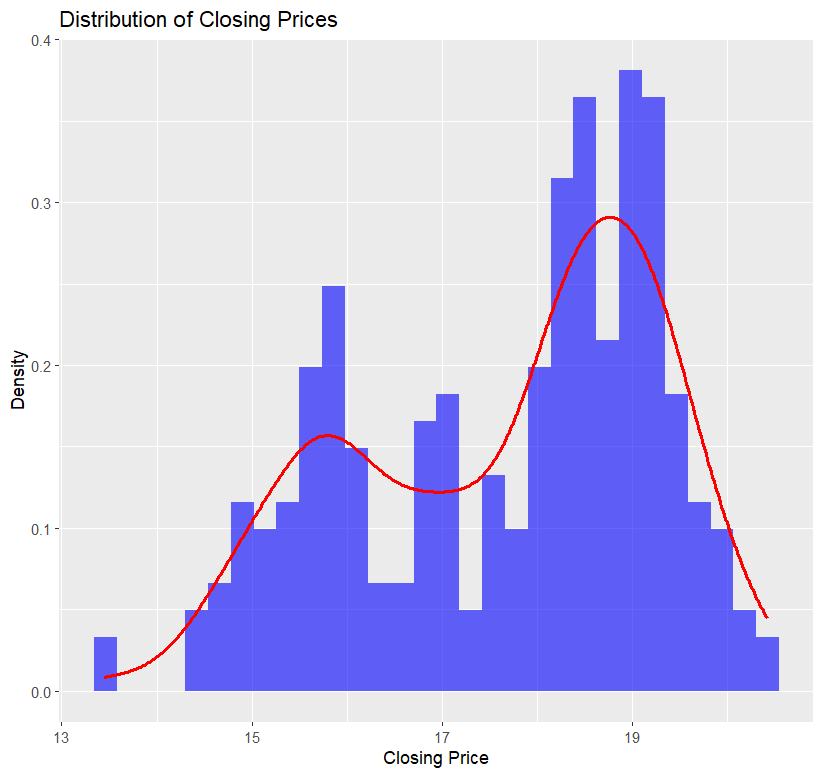 Distribution of Closing Prices
0.4
0.3
0.2
0.1
0.0
Density
13 15 17 19
Closing Price